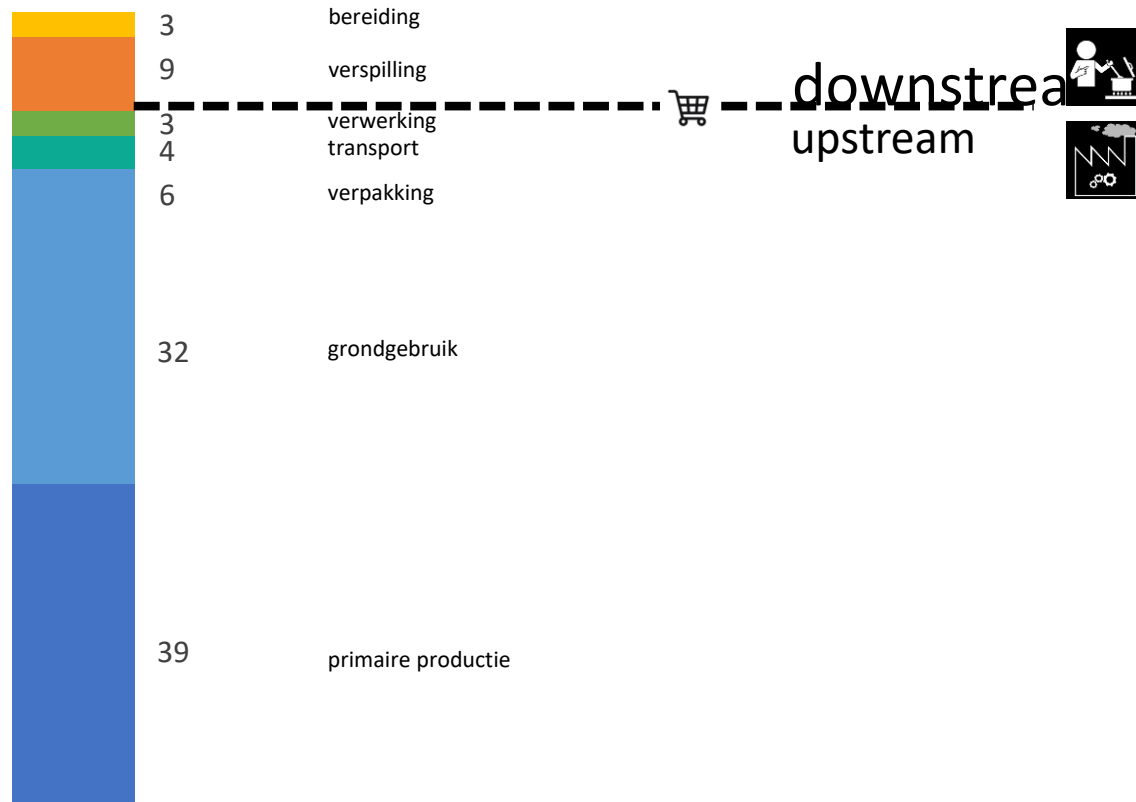 3 bereiding
9 verspilling
downstrea
3 verwerking
upstream
4 transport
6 verpakking
32 grondgebruik
39 primaire productie